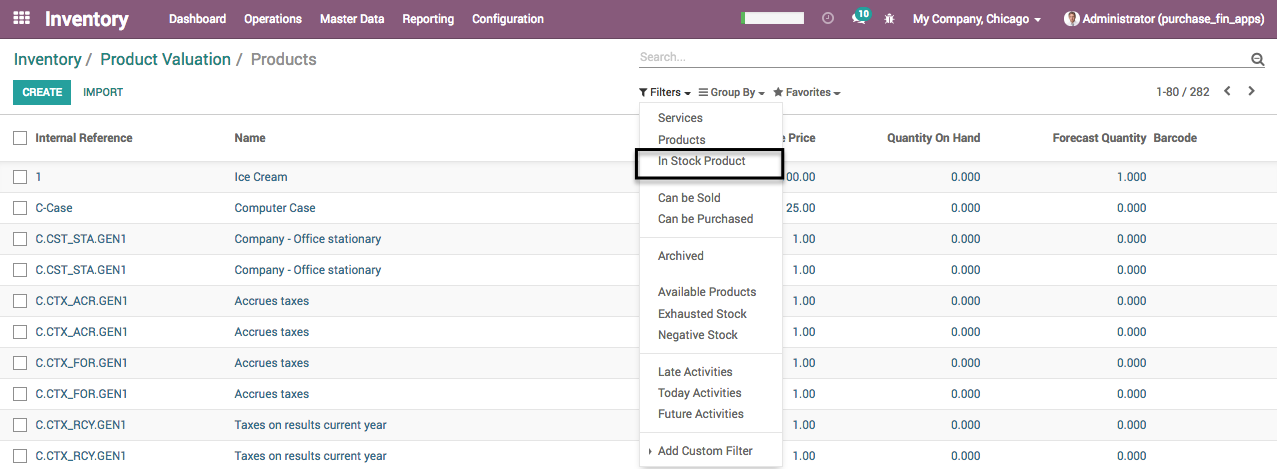 Inventory Dashboard Operations Master Data Reporting Configuration 10 My Company, Chicago Administrator (purchase_fin_apps)
Inventory / Product Valuation / Products Search...
CREATE IMPORT Filters Group By Favorites 1-80 / 282
Internal Reference Name Price Quantity On Hand Forecast Quantity Barcode
Services
Products
In Stock Product
Can be Sold
Can be Purchased
Archived
Available Products
Exhausted Stock
Negative Stock
Late Activities
Today Activities
Future Activities
Add Custom Filter
1 Ice Cream 00.00 0.000 1.000
C-Case Computer Case 25.00 0.000 0.000
C.CST_STA.GEN1 Company - Office stationary 1.00 0.000 0.000
C.CST_STA.GEN1 Company - Office stationary 1.00 0.000 0.000
C.CTX_ACR.GEN1 Accrues taxes 1.00 0.000 0.000
C.CTX_ACR.GEN1 Accrues taxes 1.00 0.000 0.000
C.CTX_FOR.GEN1 Accrues taxes 1.00 0.000 0.000
C.CTX_FOR.GEN1 Accrues taxes 1.00 0.000 0.000
C.CTX_RCY.GEN1 Taxes on results current year 1.00 0.000 0.000
C.CTX_RCY.GEN1 Taxes on results current year 1.00 0.000 0.000